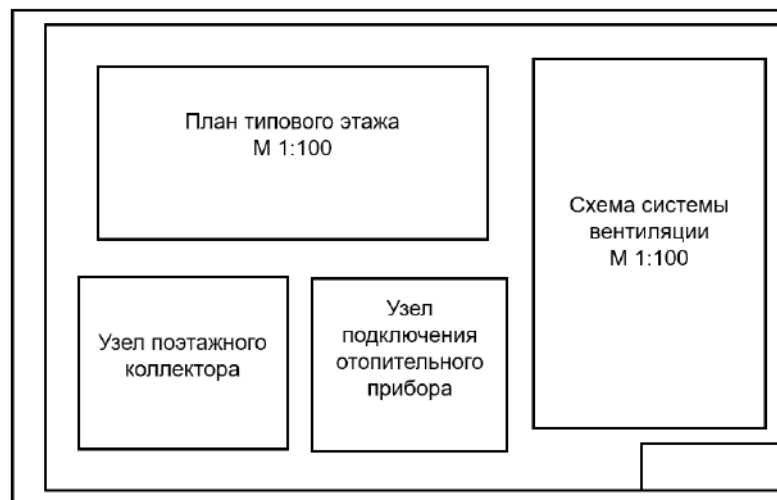 План типового этажа
М 1:100
Схема системы
вентиляции
М 1:100
Узел поэтажного
коллектора
Узел
подключения
отопительного
прибора